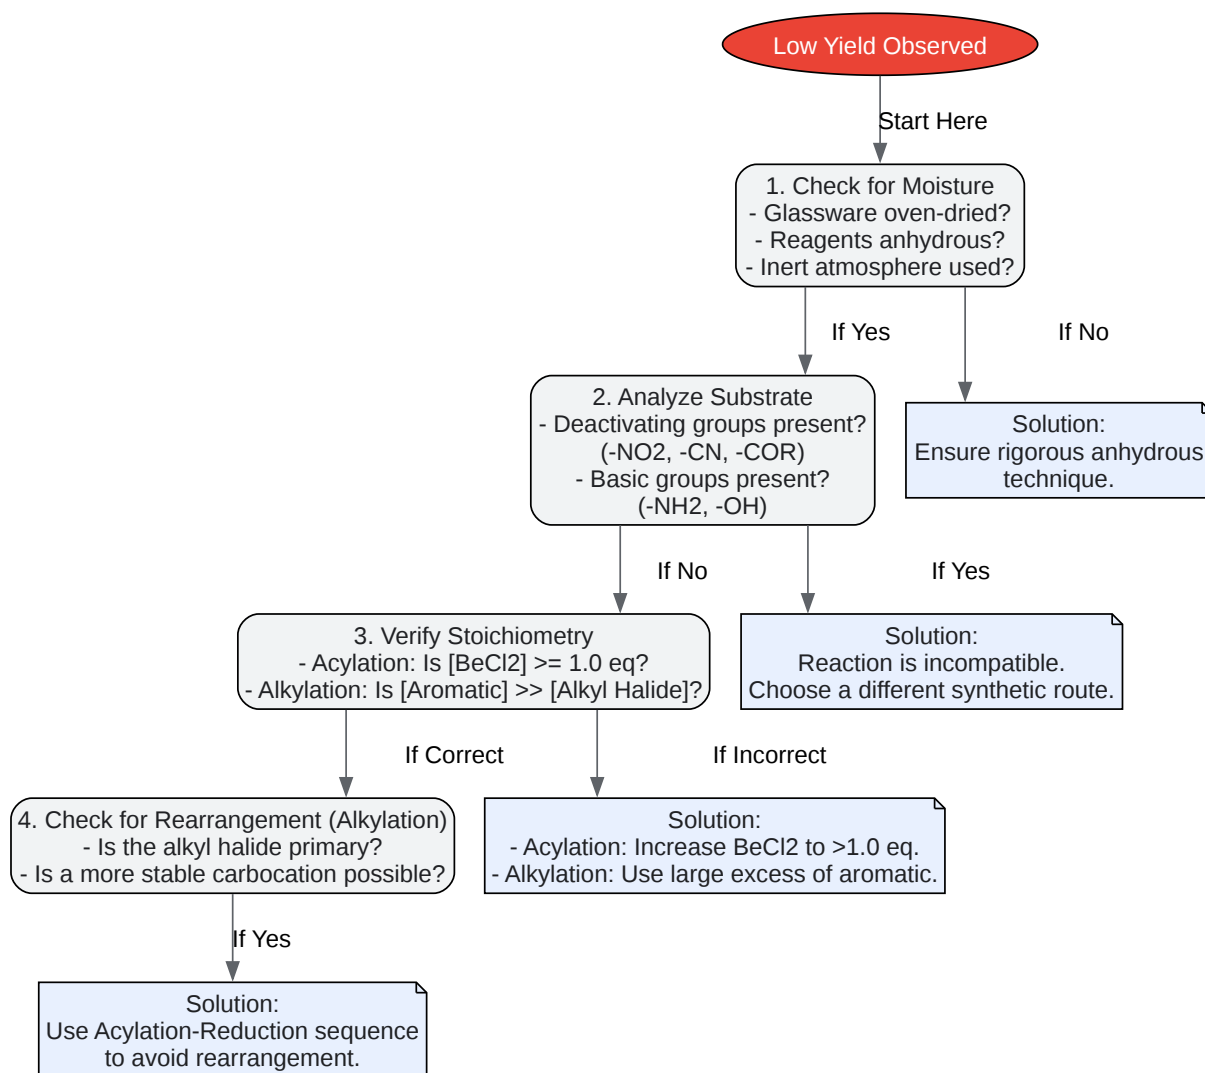 Low Yield Observed
Start Here
1. Check for Moisture
- Glassware oven-dried?
- Reagents anhydrous?
- Inert atmosphere used?
If Yes
If No
2. Analyze Substrate
- Deactivating groups present?
(-NO2, -CN, -COR)
- Basic groups present?
(-NH2, -OH)
Solution:
Ensure rigorous anhydrous
technique.
If No
If Yes
3. Verify Stoichiometry
- Acylation: Is [BeCl2] >= 1.0 eq?
- Alkylation: Is [Aromatic] >> [Alkyl Halide]?
Solution:
Reaction is incompatible.
Choose a different synthetic route.
If Correct
If Incorrect
4. Check for Rearrangement (Alkylation)
- Is the alkyl halide primary?
- Is a more stable carbocation possible?
Solution:
- Acylation: Increase BeCl2 to >1.0 eq.
- Alkylation: Use large excess of aromatic.
If Yes
Solution:
Use Acylation-Reduction sequence
to avoid rearrangement.